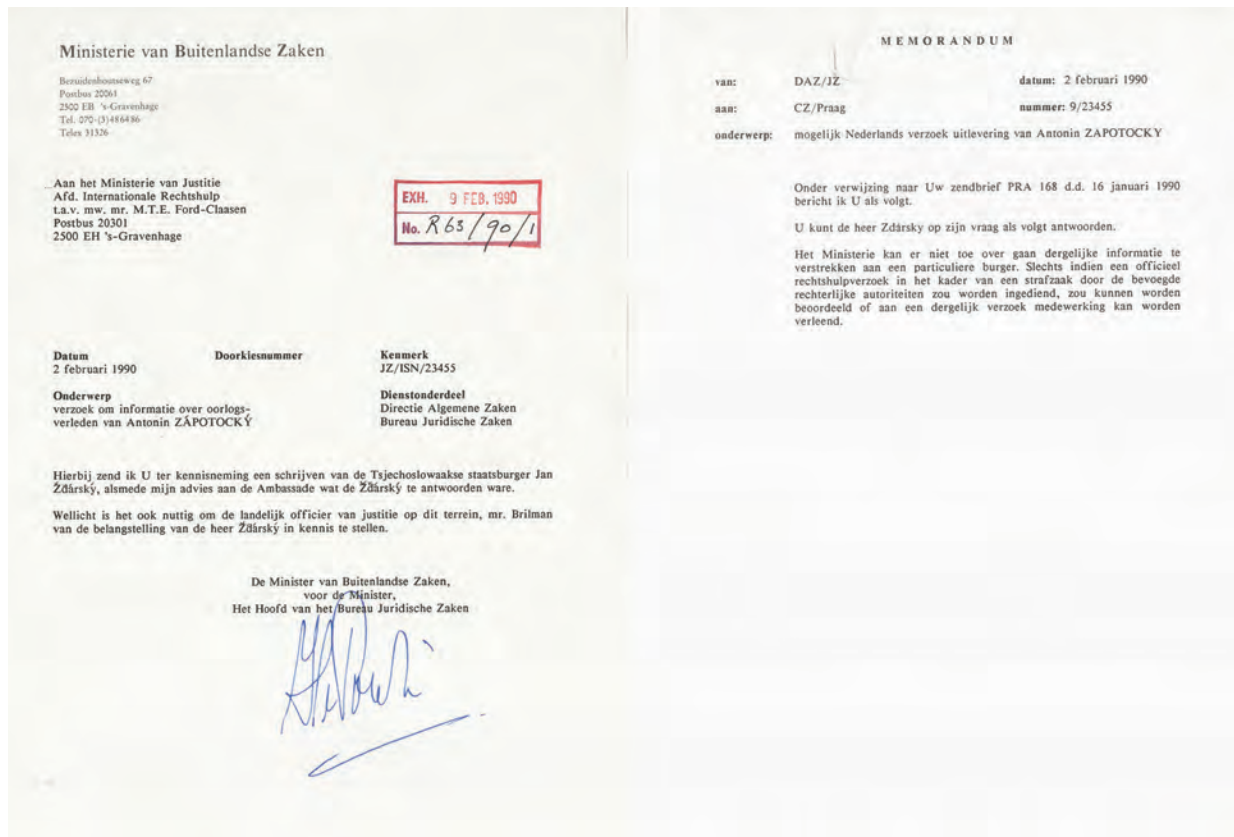 Ministerie van Buitenlandse Zaken
Bezuidenhoutseweg 67
Postbus 20061
2500 EB 's-Gravenhage
Tel. 070-(3)486486
Telex 31326
Aan het Ministerie van Justitie
Afd. Internationale Rechtshulp
t.a.v. mw. mr. M.T.E. Ford-Claasen
Postbus 20301
2500 EH 's-Gravenhage
EXH. 9 FEB. 1990
No. R63/90/1
Datum Doorkiesnummer Kenmerk
2 februari 1990 JZ/ISN/23455
Onderwerp Dienstonderdeel
verzoek om informatie over oorlogs- Directie Algemene Zaken
verleden van Antonin ZÁPOTOCKÝ Bureau Juridische Zaken
Hierbij zend ik U ter kennisneming een schrijven van de Tsjechoslowaakse staatsburger Jan
Žďárský, alsmede mijn advies aan de Ambassade wat de Žďárský te antwoorden ware.
Wellicht is het ook nuttig om de landelijk officier van justitie op dit terrein, mr. Brilman
van de belangstelling van de heer Žďárský in kennis te stellen.
De Minister van Buitenlandse Zaken,
voor de Minister,
Het Hoofd van het Bureau Juridische Zaken
MEMORANDUM
van: DAZ/JZ datum: 2 februari 1990
aan: CZ/Praag nummer: 9/23455
onderwerp: mogelijk Nederlands verzoek uitlevering van Antonin ZAPOTOCKY
Onder verwijzing naar Uw zendbrief PRA 168 d.d. 16 januari 1990
bericht ik U als volgt.
U kunt de heer Zdársky op zijn vraag als volgt antwoorden.
Het Ministerie kan er niet toe over gaan dergelijke informatie te
verstrekken aan een particuliere burger. Slechts indien een officieel
rechtshulpverzoek in het kader van een strafzaak door de bevoegde
rechterlijke autoriteiten zou worden ingediend, zou kunnen worden
beoordeeld of aan een dergelijk verzoek medewerking kan worden
verleend.